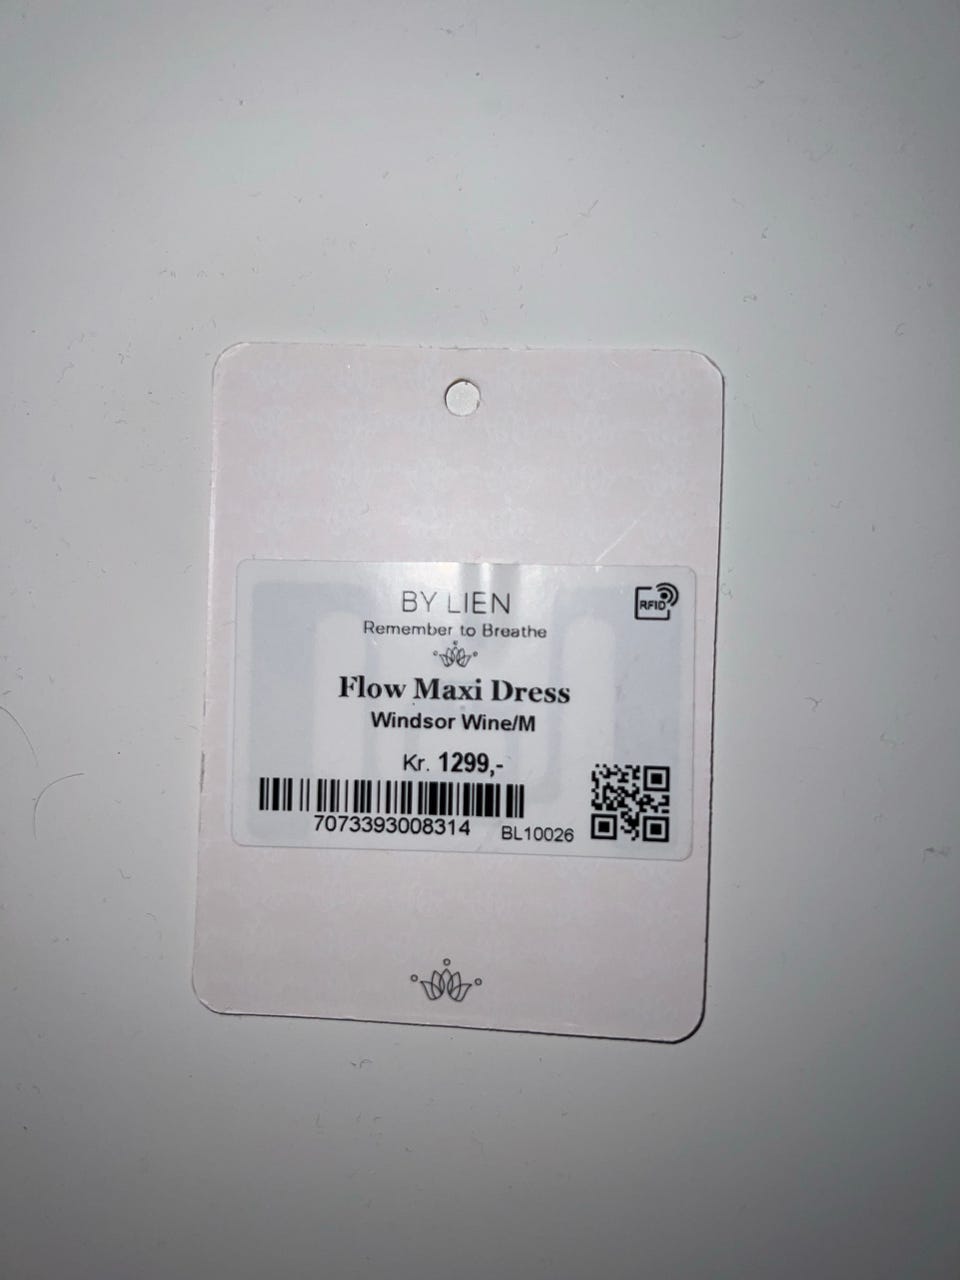 BY LIEN
RFID
Remember to Breathe
Flow Maxi Dress
Windsor Wine/M
Kr. 1299,-
7073393008314
BL10026